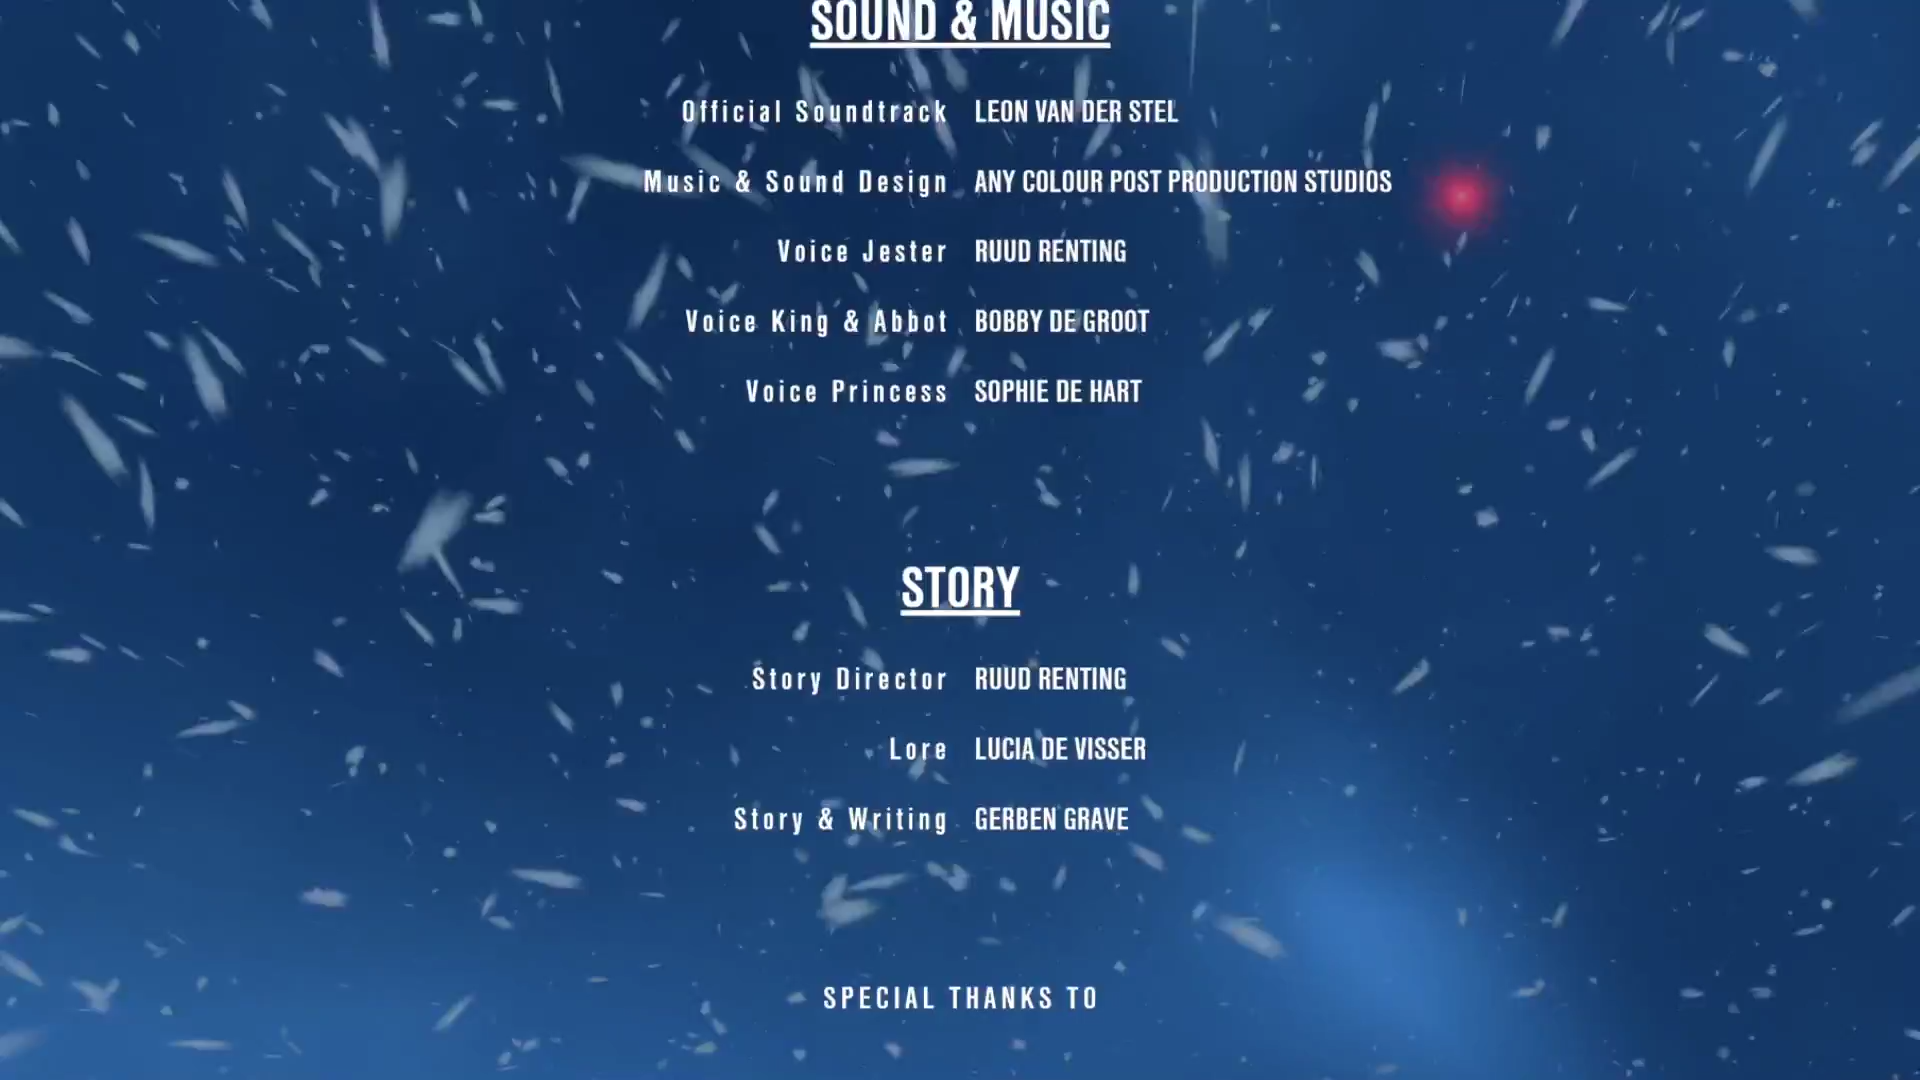 SOUND & MUSIC
Official Soundtrack LEON VAN DER STEL
Music & Sound Design ANY COLOUR POST PRODUCTION STUDIOS
Voice Jester RUUD RENTING
Voice King & Abbot BOBBY DE GROOT
Voice Princess SOPHIE DE HART
STORY
Story Director RUUD RENTING
Lore LUCIA DE VISSER
Story & Writing GERBEN GRAVE
SPECIAL THANKS TO